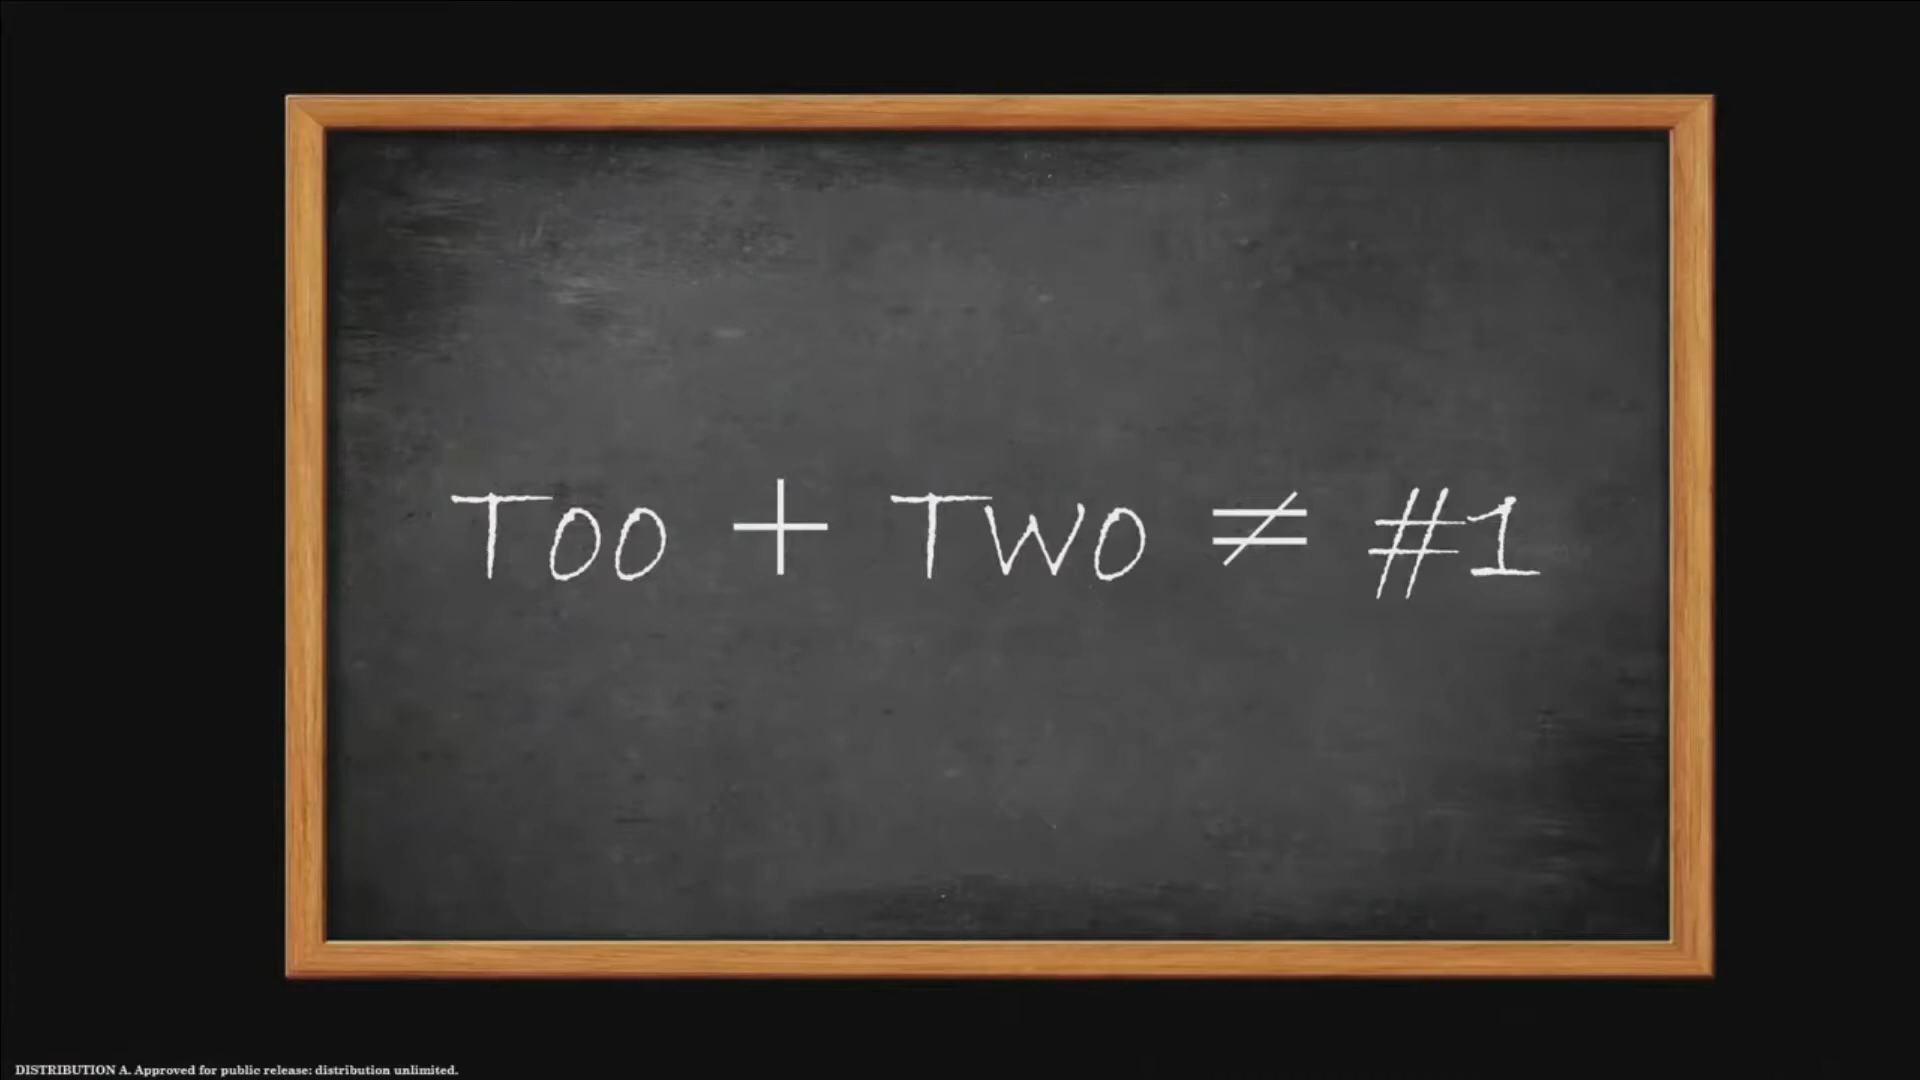 Too + Two ≠ #1
DISTRIBUTION A. Approved for public release: distribution unlimited.